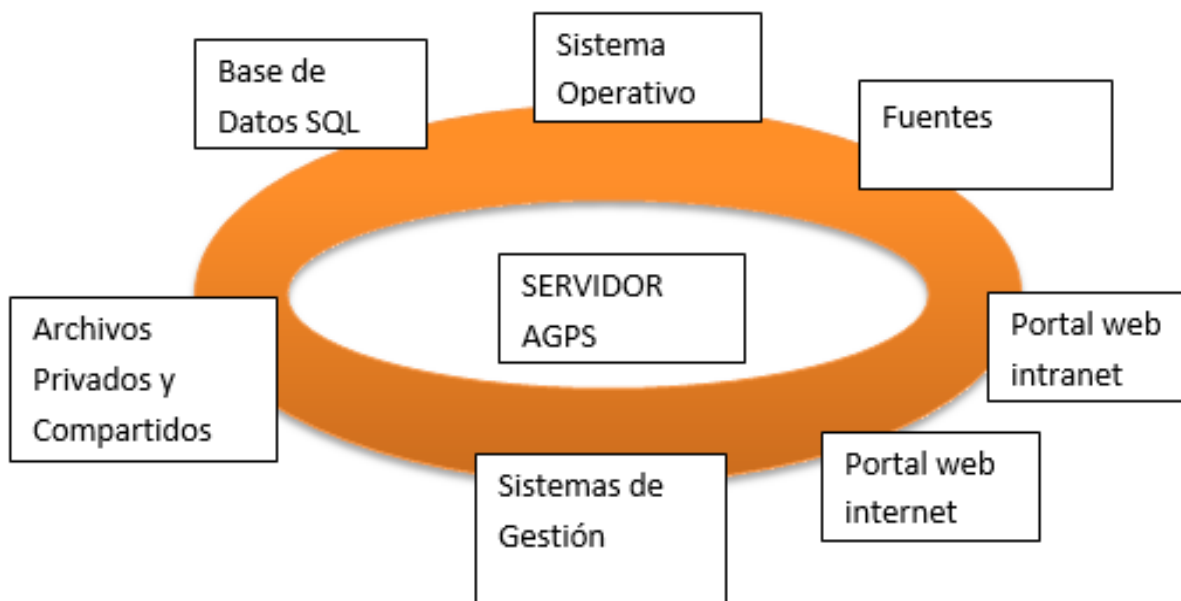 Base de
Datos SQL
Sistema
Operativo
Fuentes
SERVIDOR
AGPS
Archivos
Privados y
Compartidos
Portal web
intranet
Portal web
internet
Sistemas de
Gestión